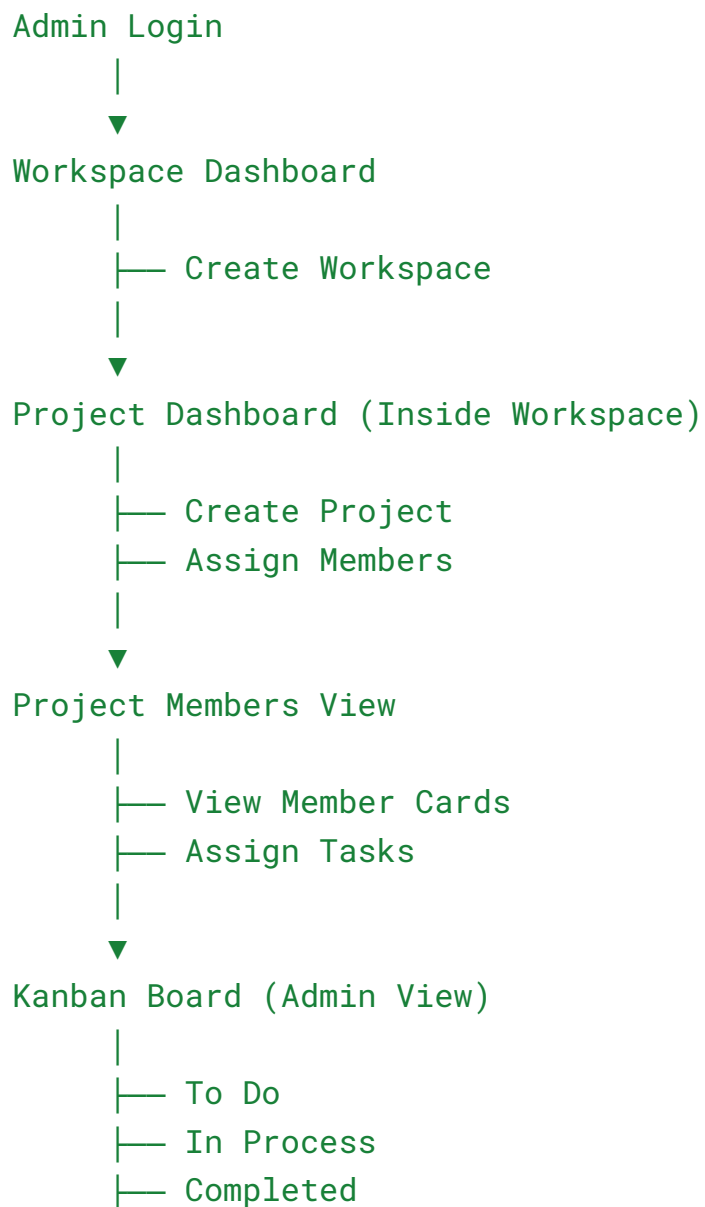 Admin Login
│
▼
Workspace Dashboard
│
├── Create Workspace
│
▼
Project Dashboard (Inside Workspace)
│
├── Create Project
├── Assign Members
│
▼
Project Members View
│
├── View Member Cards
├── Assign Tasks
│
▼
Kanban Board (Admin View)
│
├── To Do
├── In Process
├── Completed